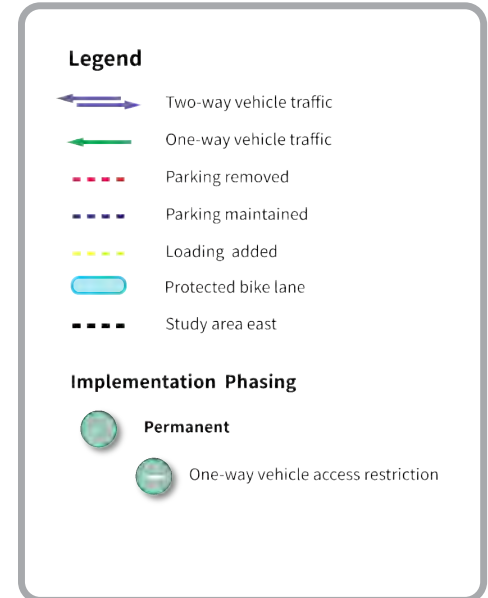 Legend
Two-way vehicle traffic
One-way vehicle traffic
Parking removed
Parking maintained
Loading added
Protected bike lane
Study area east
Implementation Phasing
Permanent
One-way vehicle access restriction